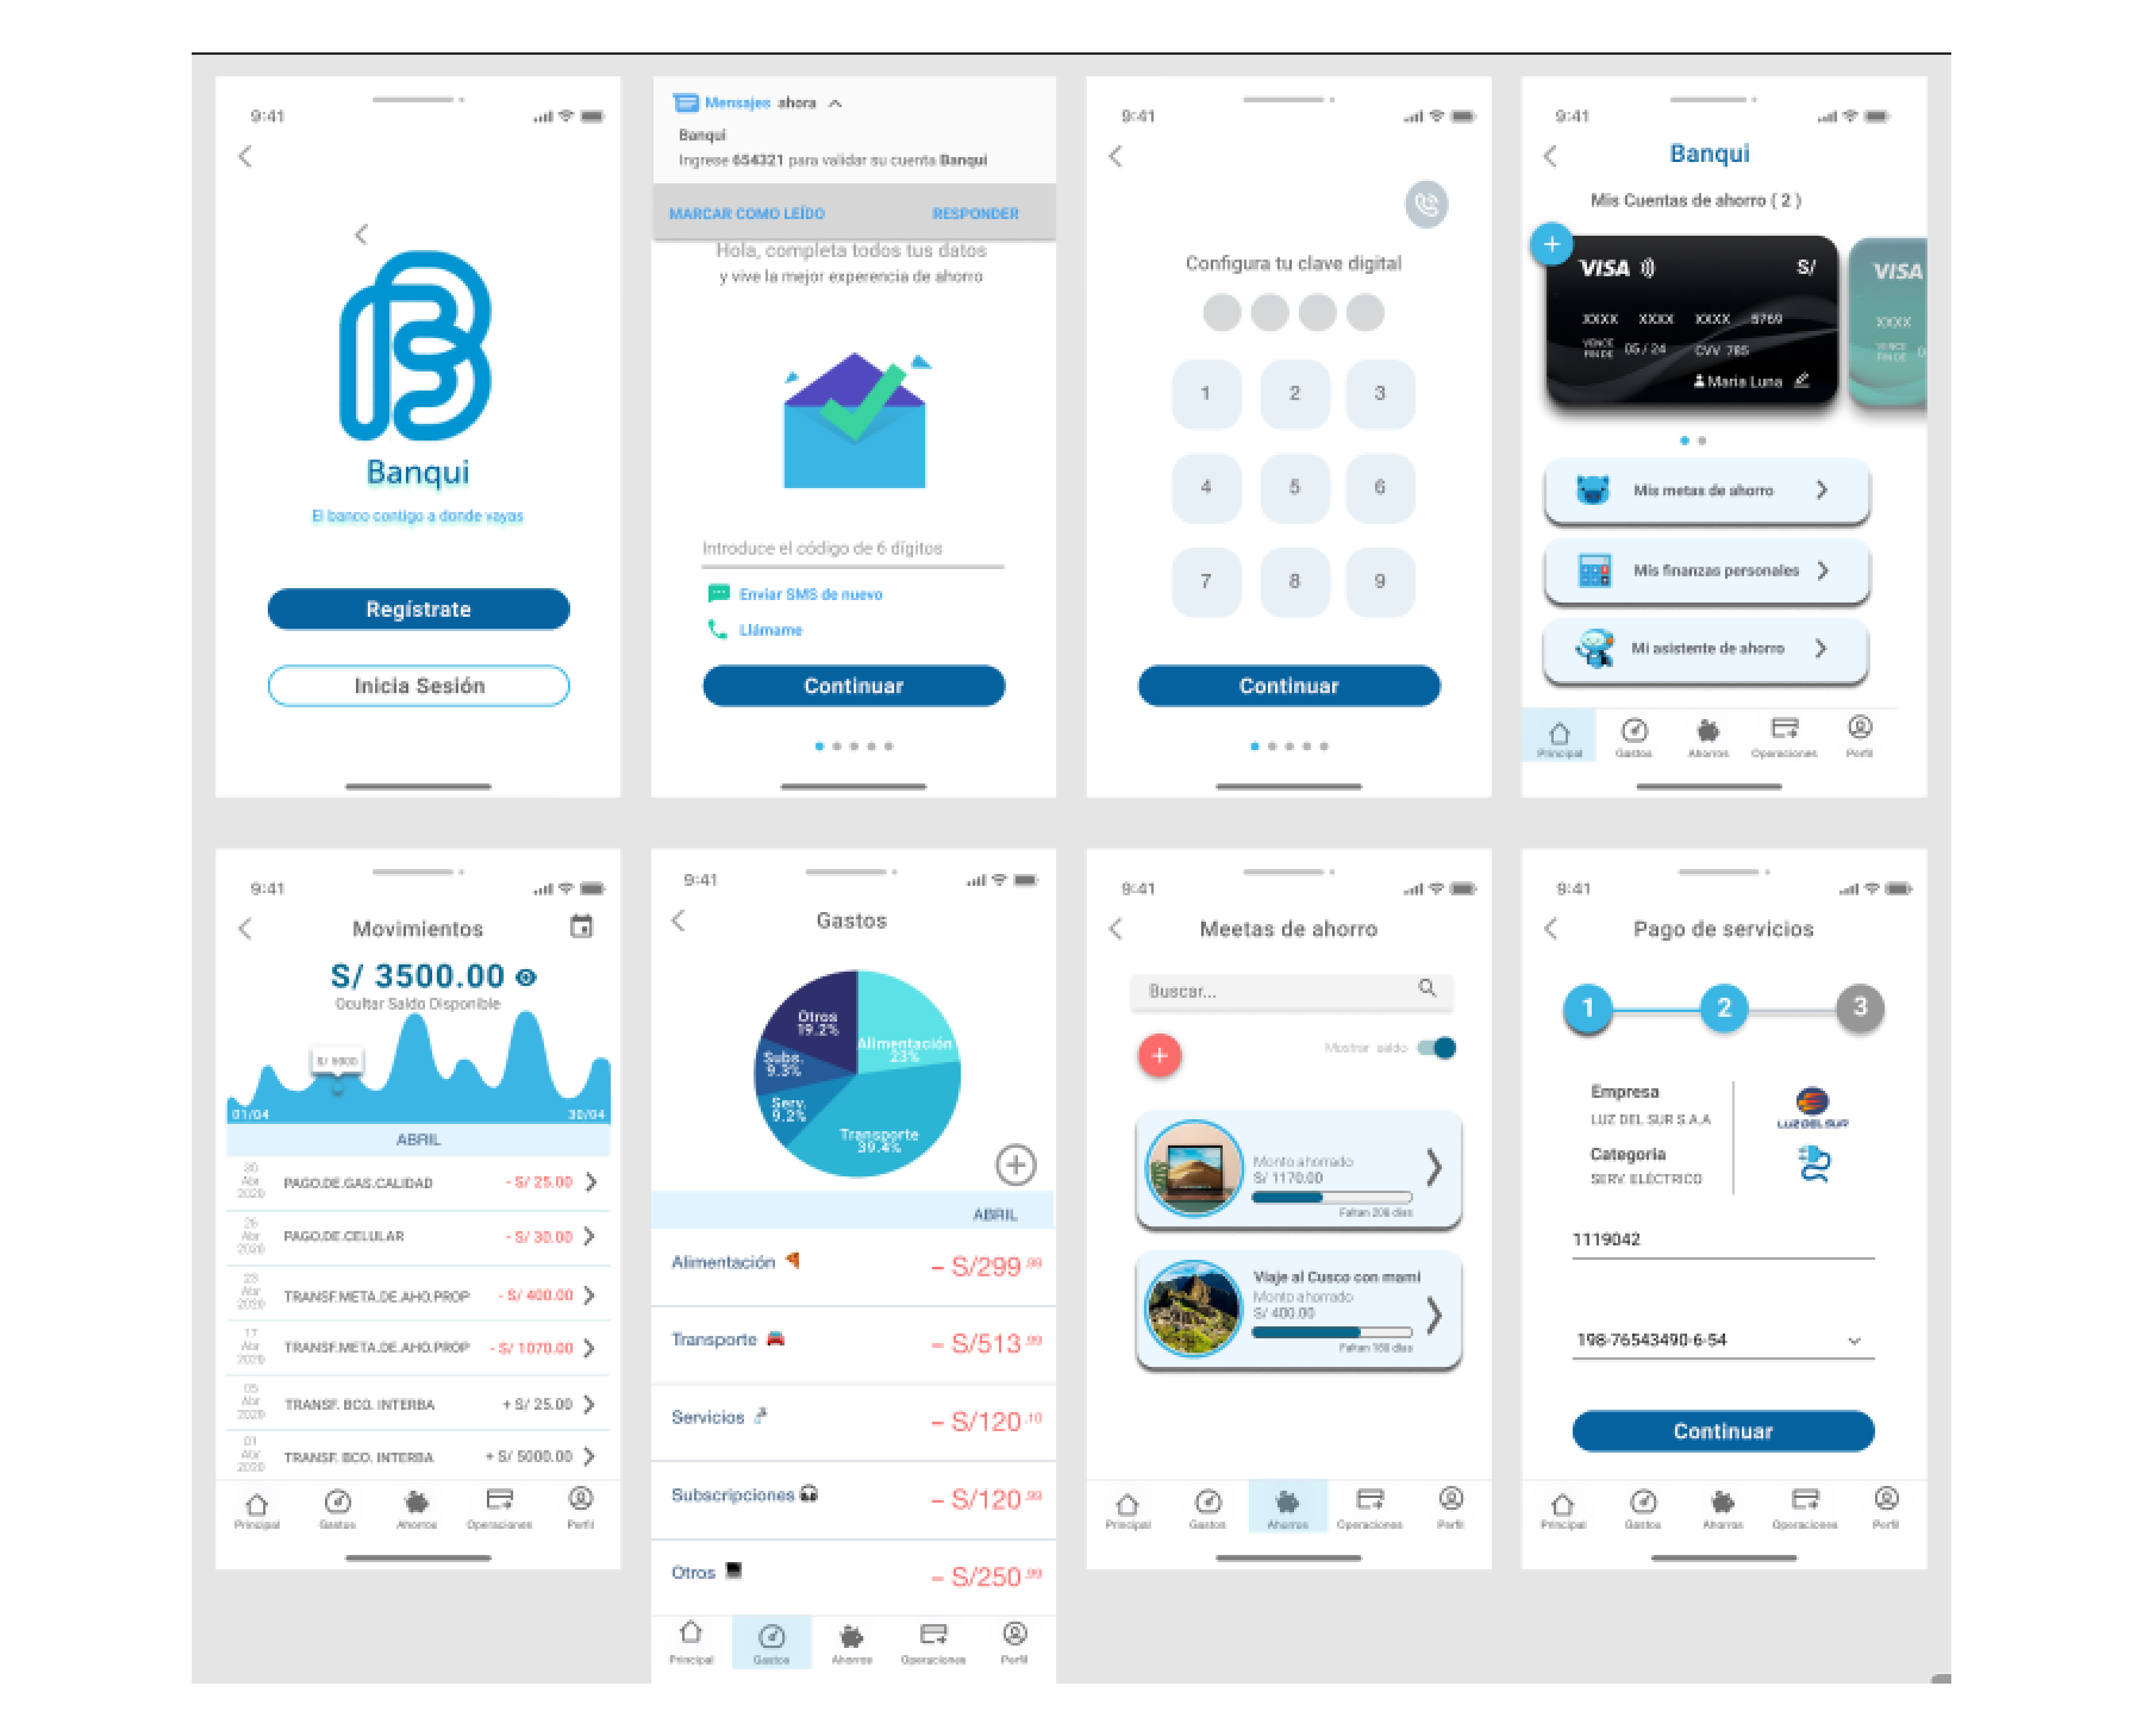 9:41
Banqui
El banco contigo a donde vayas
Regístrate
Inicia Sesión
Mensajes ahora
Banqui
Ingrese 654321 para validar su cuenta Banqui
MARCAR COMO LEÍDO RESPONDER
Hola, completa todos tus datos
y vive la mejor experencia de ahorro
Introduce el código de 6 dígitos
Enviar SMS de nuevo
Llámame
Continuar
9:41
Configura tu clave digital
1 2 3
4 5 6
7 8 9
Continuar
9:41
Banqui
Mis Cuentas de ahorro ( 2 )
VISA S/
XXXX XXXX XXXX 5769
VENCE
FIN DE 05 / 24 CVV 785
Maria Luna
VISA
XXXX
VENCE
FIN DE 0
Mis metas de ahorro
Mis finanzas personales
Mi asistente de ahorro
Principal Gastos Ahorros Operaciones Perfil
9:41
Movimientos
S/ 3500.00
Ocultar Saldo Disponible
01/04 30/04
ABRIL
30
Abr
2020 PAGO.DE.GAS.CALIDAD - S/ 25.00
26
Abr
2020 PAGO.DE.CELULAR - S/ 30.00
23
Abr
2020 TRANSF.META.DE.AHO.PROP - S/ 400.00
17
Abr
2020 TRANSF.META.DE.AHO.PROP - S/ 1070.00
05
Abr
2020 TRANSF. BCO. INTERBA + S/ 25.00
01
Abr
2020 TRANSF. BCO. INTERBA + S/ 5000.00
Principal Gastos Ahorros Operaciones Perfil
9:41
Gastos
Otros
19.2%
Alimentación
23%
Subs.
9.3%
Serv.
9.2%
Transporte
39.4%
ABRIL
Alimentación – S/299 .99
Transporte – S/513 .99
Servicios – S/120 .10
Subscripciones – S/120 .99
Otros – S/250 .99
Principal Gastos Ahorros Operaciones Perfil
9:41
Meetas de ahorro
Buscar...
Mostrar saldo
Monto ahorrado
S/ 1170.00
Faltan 206 días
Viaje al Cusco con mami
Monto ahorrado
S/ 400.00
Faltan días
Principal Gastos Ahorros Operaciones Perfil
9:41
Pago de servicios
1 2 3
Empresa
LUZ DEL SUR S.A.A
LUZ DEL SUR
Categoria
SERV. ELÉCTRICO
1119042
198-76543490-6-54
Continuar
Principal Gastos Ahorros Operaciones Perfil